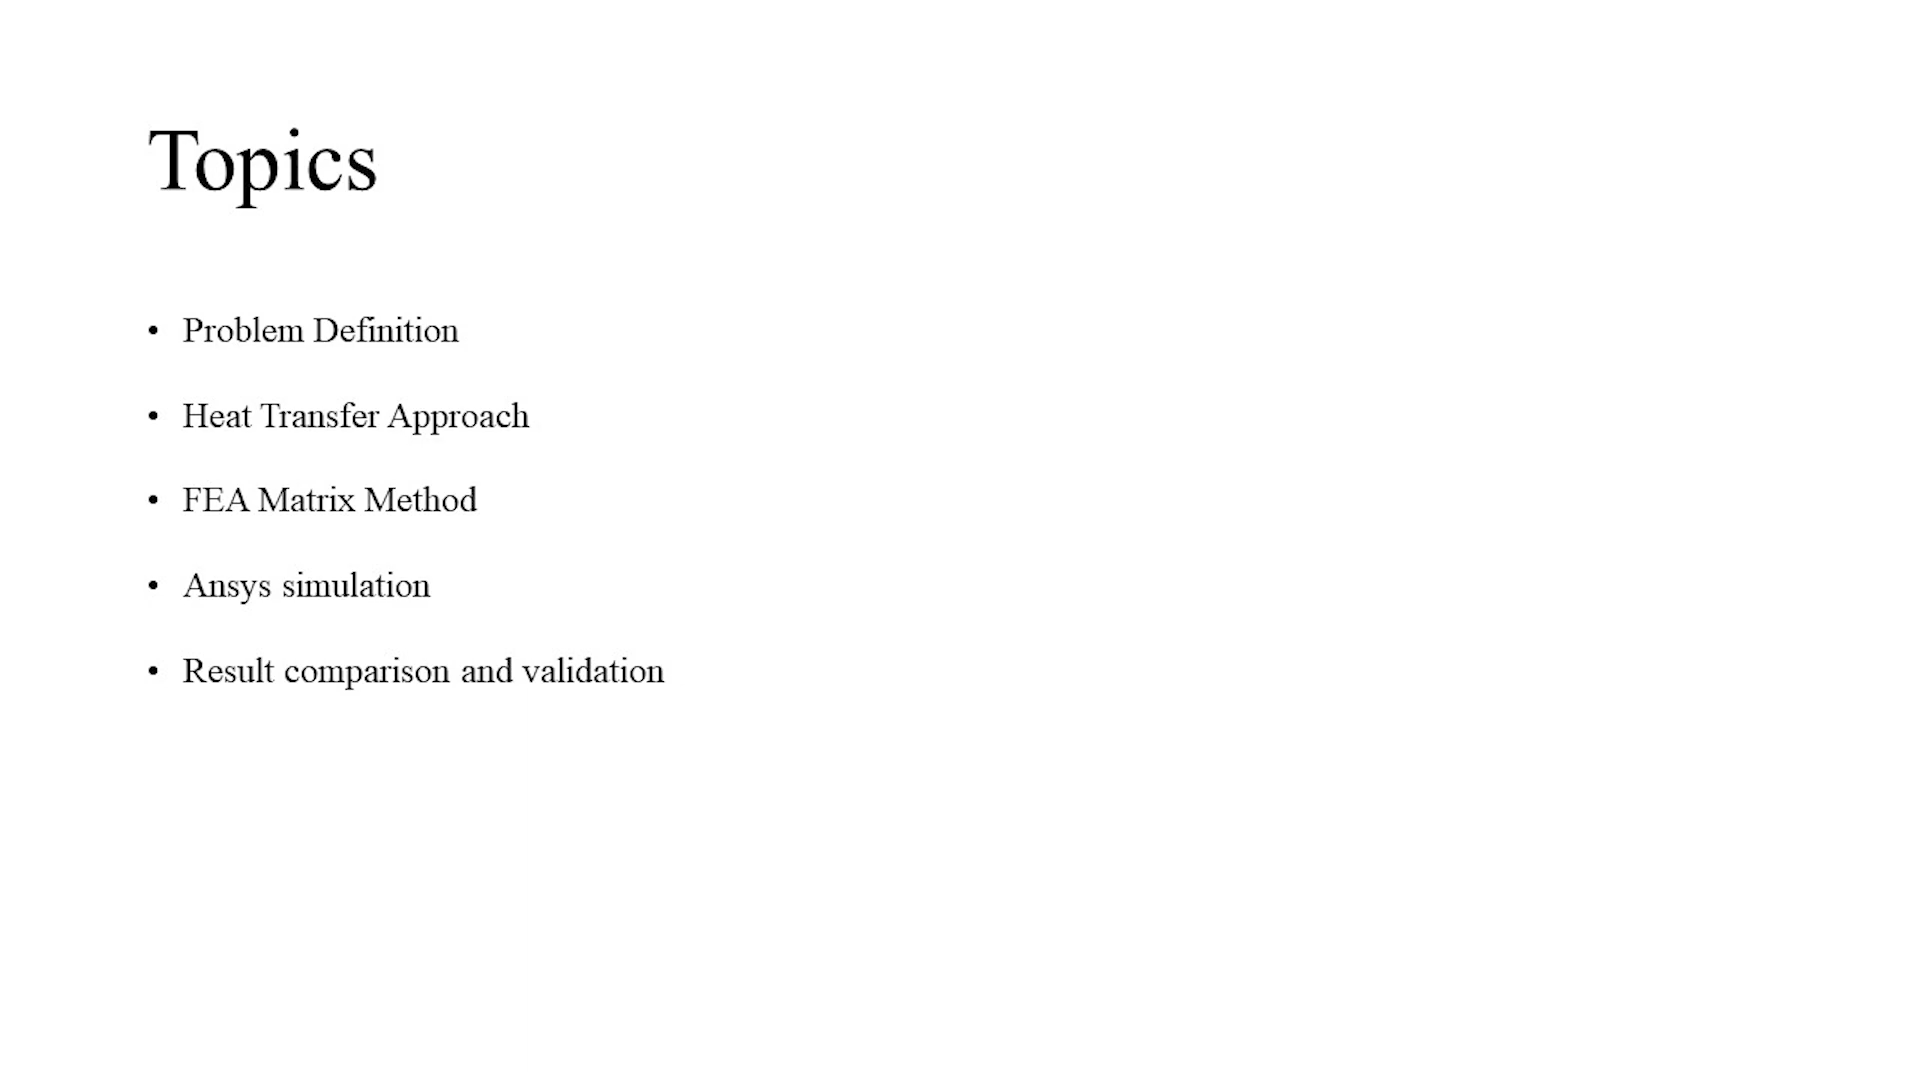 Topics
• Problem Definition
• Heat Transfer Approach
• FEA Matrix Method
• Ansys simulation
• Result comparison and validation